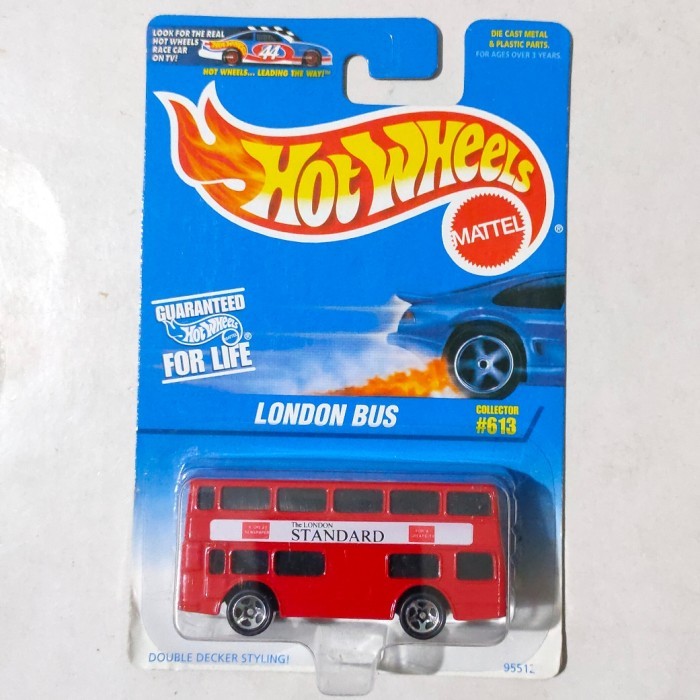 LOOK FOR THE REAL
HOT WHEELS
RACE CAR
ON TV!
44
HOT WHEELS... LEADING THE WAY!™
DIE CAST METAL
& PLASTIC PARTS.
FOR AGES OVER 3 YEARS.
HOT WHEELS
MATTEL
®
GUARANTEED
HOT WHEELS ®
FOR LIFE
LONDON BUS
COLLECTOR
#613
The LONDON
STANDARD
DOUBLE DECKER STYLING!
95512